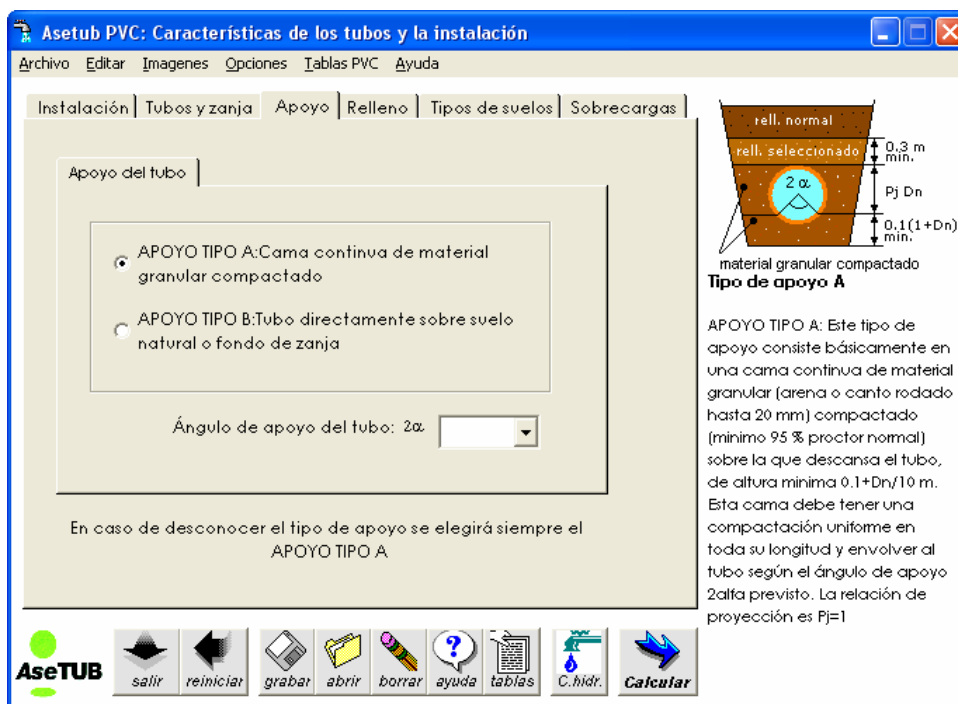 Asetub PVC: Características de los tubos y la instalación
Archivo Editar Imagenes Opciones Tablas PVC Ayuda
Instalación Tubos y zanja Apoyo Relleno Tipos de suelos Sobrecargas
Apoyo del tubo
APOYO TIPO A:Cama continua de material
granular compactado
APOYO TIPO B:Tubo directamente sobre suelo
natural o fondo de zanja
Ángulo de apoyo del tubo: 2α
En caso de desconocer el tipo de apoyo se elegirá siempre el
APOYO TIPO A
rell. normal
rell. seleccionado
0.3 m
min.
2 α
Pj Dn
0.1(1+Dn)
min.
material granular compactado
Tipo de apoyo A
APOYO TIPO A: Este tipo de
apoyo consiste básicamente en
una cama continua de material
granular (arena o canto rodado
hasta 20 mm) compactado
(minimo 95 % proctor normal)
sobre la que descansa el tubo,
de altura minima 0.1+Dn/10 m.
Esta cama debe tener una
compactación uniforme en
toda su longitud y envolver al
tubo según el ángulo de apoyo
2alfa previsto. La relación de
proyección es Pj=1
AseTUB
salir reiniciar grabar abrir borrar ayuda tablas C.hidr. Calcular